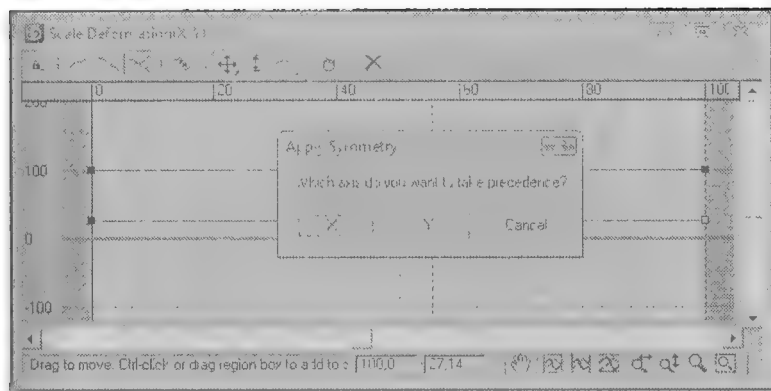 Scale Deformation(X
0 20 40 60 80 100
200
100
0
-100
Apply Symmetry
Which axis do you want to take precedence?
X Y Cancel
Drag to move. Ctrl-click or drag region box to add to s 100,0 27,14